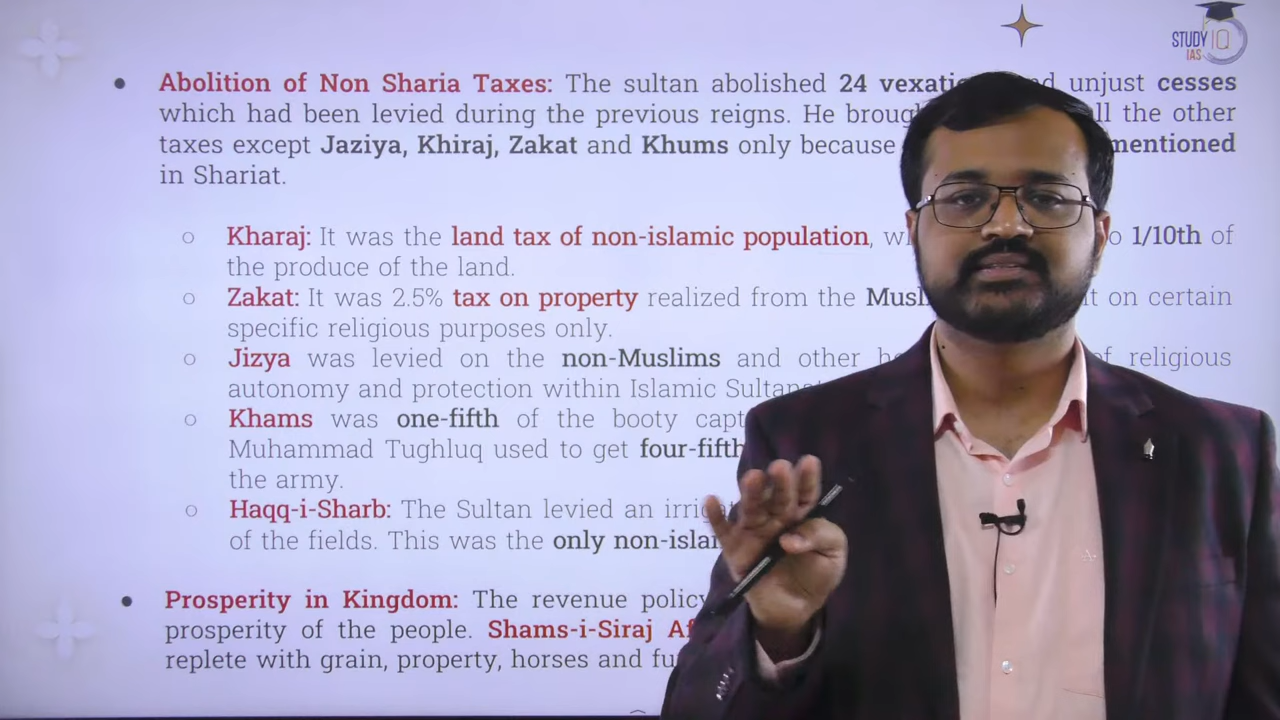 STUDY IQ
IAS
Abolition of Non Sharia Taxes: The sultan abolished 24 unjust cesses
which had been levied during the previous reigns. He the other
taxes except Jaziya, Khiraj, Zakat and Khums only because mentioned
in Shariat.
Kharaj: It was the land tax of non-islamic population, 1/10th of
the produce of the land.
Zakat: It was 2.5% tax on property realized from the on certain
specific religious purposes only.
Jizya was levied on the non-Muslims and other of religious
autonomy and protection within Islamic
Khams was one-fifth of the booty
Muhammad Tughluq used to get four-fifth
the army.
Haqq-i-Sharb: The Sultan levied an
of the fields. This was the only
Prosperity in Kingdom: The revenue policy
prosperity of the people. Shams-i-Siraj
replete with grain, property, horses and